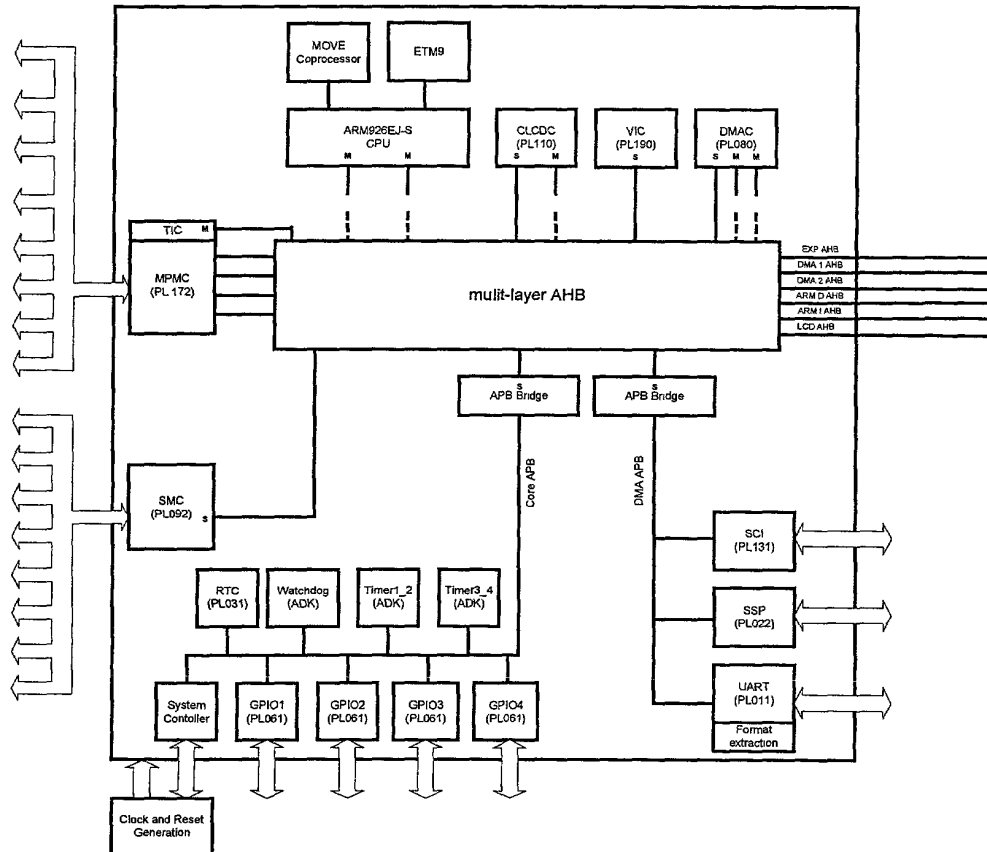 MOVE
Coprocessor
ETM9
ARM926EJ-S
CPU
M M
CLCDC
(PL110)
S M
VIC
(PL190)
S
DMAC
(PL080)
S M M
TIC M
MPMC
(PL 172)
mulit-layer AHB
EXP AHB
DMA 1 AHB
DMA 2 AHB
ARM D AHB
ARM I AHB
LCD AHB
S
APB Bridge
S
APB Bridge
Core APB
DMA APB
SMC
(PL092)
S
SCI
(PL131)
SSP
(PL022)
UART
(PL011)
Format
extraction
RTC
(PL031)
Watchdog
(ADK)
Timer1_2
(ADK)
Timer3_4
(ADK)
System
Contoller
GPIO1
(PL061)
GPIO2
(PL061)
GPIO3
(PL061)
GPIO4
(PL061)
Clock and Reset
Generation